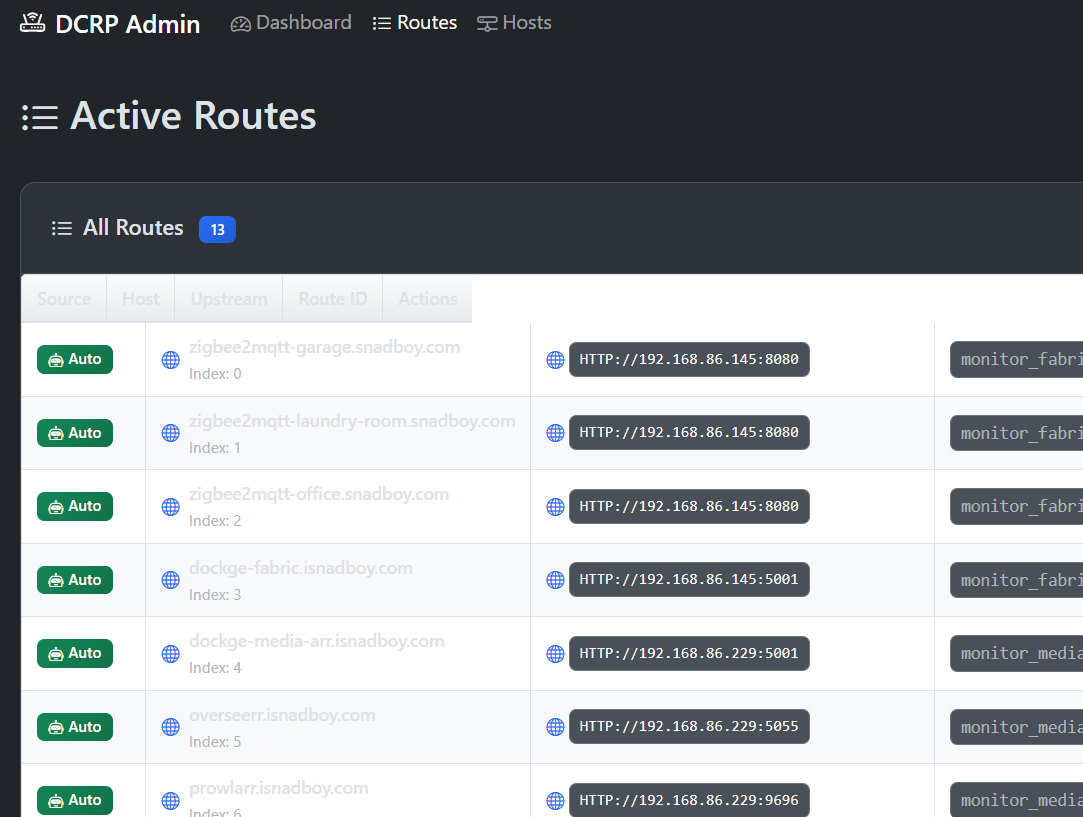 DCRP Admin Dashboard Routes Hosts
Active Routes
All Routes 13
Source Host Upstream Route ID Actions
Auto zigbee2mqtt-garage.snadboy.com HTTP://192.168.86.145:8080 monitor_fabri
Index: 0
Auto zigbee2mqtt-laundry-room.snadboy.com HTTP://192.168.86.145:8080 monitor_fabri
Index: 1
Auto zigbee2mqtt-office.snadboy.com HTTP://192.168.86.145:8080 monitor_fabri
Index: 2
Auto dockge-fabric.isnadboy.com HTTP://192.168.86.145:5001 monitor_fabri
Index: 3
Auto dockge-media-arr.isnadboy.com HTTP://192.168.86.229:5001 monitor_media
Index: 4
Auto overseerr.isnadboy.com HTTP://192.168.86.229:5055 monitor_media
Index: 5
Auto prowlarr.isnadboy.com HTTP://192.168.86.229:9696 monitor_media
Index: 6